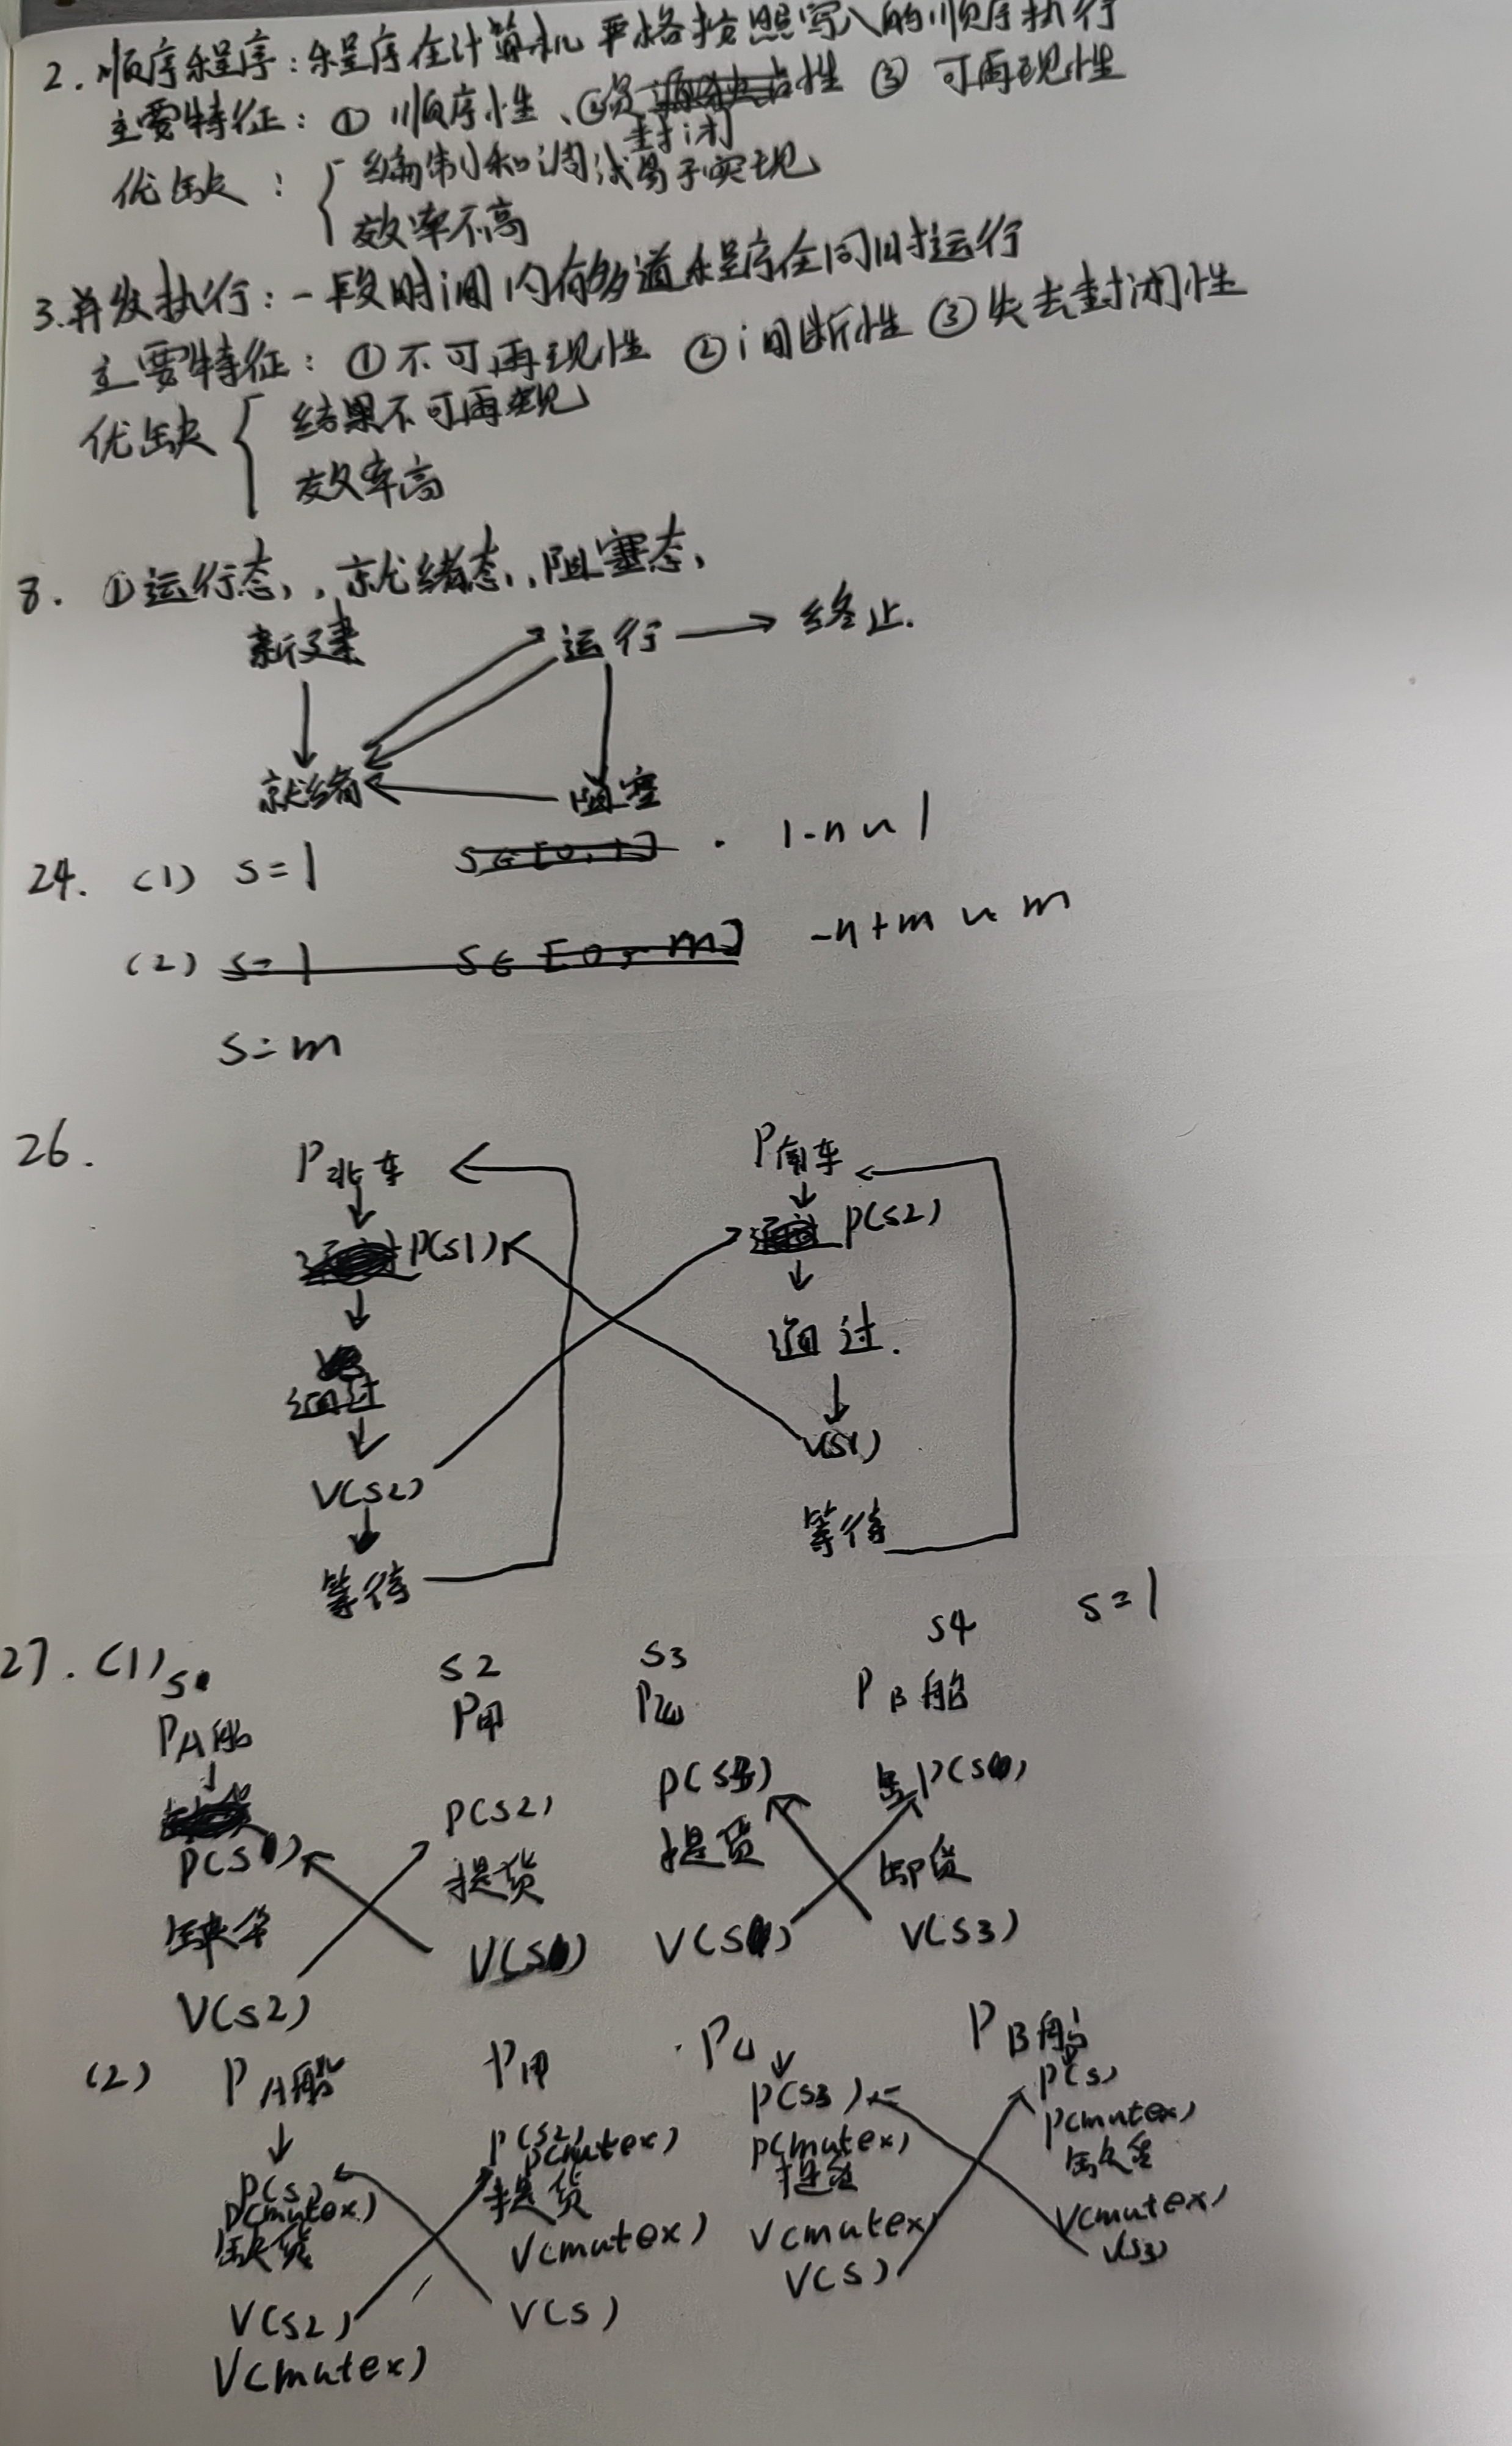 2. 顺序程序：程序在计算机严格按照写入的顺序执行
主要特征：① 顺序性、②资源独占性 ③ 可再现性
封闭
优缺：{ 编制和调试易于实现
效率不高
3.并发执行：一段时间内有多道程序在同时运行
主要特征：①不可再现性 ②间断性 ③失去封闭性
优缺 { 结果不可再现
效率高
8. ①运行态，就绪态，阻塞态，
新建 运行 → 终止.
就绪 阻塞
24. (1) s=1 S∈[0,1] . 1-n ~ 1
(2) s=1 S∈[0, m] -n+m ~ m
s=m
26. P北车 P南车
P(S1) P(S2)
通过 通过.
V(S2) V(S1)
等待 等待
27. (1) S S2 S3 S4 S=1
PA船 P甲 P乙 PB船
P(S) P(S2) P(S3) P(S)
提货 提货 卸货
V(S2) V(S) V(S) V(S3)
(2) PA船 P甲 P乙 PB船
P(S) P(S2) P(S3) P(S)
P(mutex) P(mutex) P(mutex) P(mutex)
缺货 提货 提货
V(S2) V(mutex) V(mutex) V(mutex)
V(mutex) V(S) V(S) V(S3)